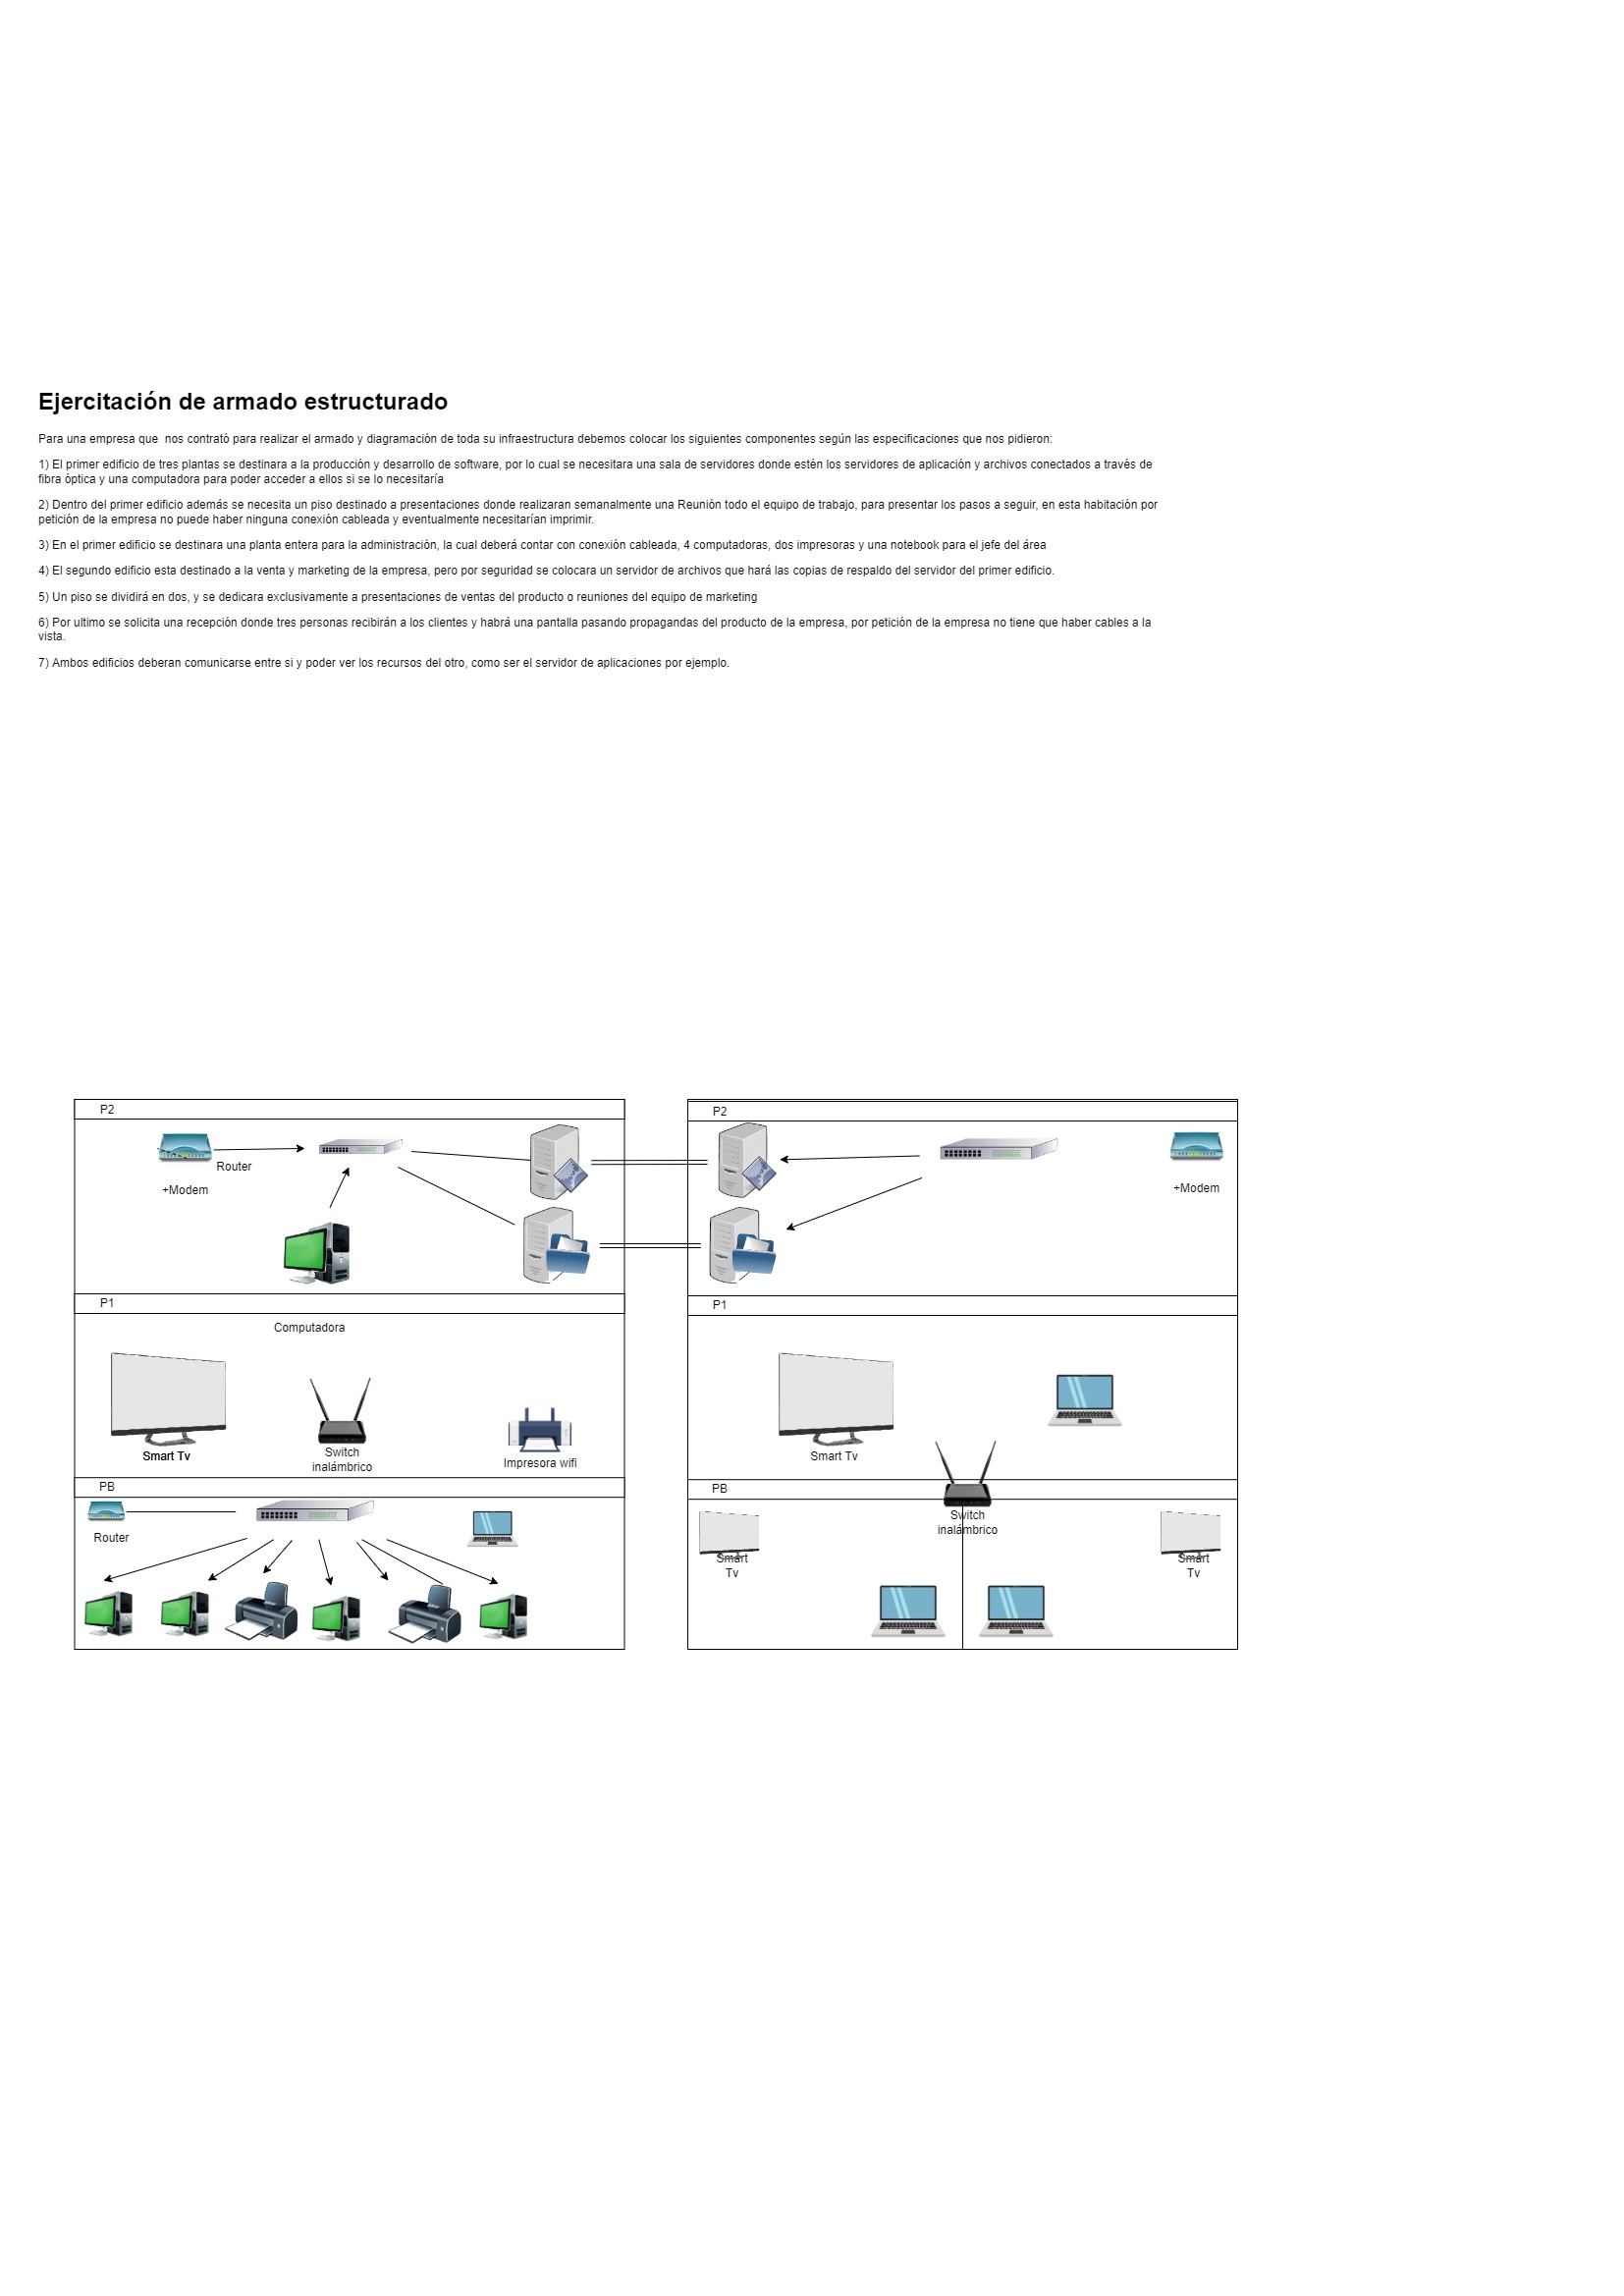 Ejercitación de armado estructurado
Para una empresa que  nos contrató para realizar el armado y diagramación de toda su infraestructura debemos colocar los siguientes componentes según las especificaciones que nos pidieron:
1) El primer edificio de tres plantas se destinara a la producción y desarrollo de software, por lo cual se necesitara una sala de servidores donde estén los servidores de aplicación y archivos conectados a través de
fibra óptica y una computadora para poder acceder a ellos si se lo necesitaría
2) Dentro del primer edificio además se necesita un piso destinado a presentaciones donde realizaran semanalmente una Reunión todo el equipo de trabajo, para presentar los pasos a seguir, en esta habitación por
petición de la empresa no puede haber ninguna conexión cableada y eventualmente necesitarían imprimir.
3) En el primer edificio se destinara una planta entera para la administración, la cual deberá contar con conexión cableada, 4 computadoras, dos impresoras y una notebook para el jefe del área
4) El segundo edificio esta destinado a la venta y marketing de la empresa, pero por seguridad se colocara un servidor de archivos que hará las copias de respaldo del servidor del primer edificio.
5) Un piso se dividirá en dos, y se dedicara exclusivamente a presentaciones de ventas del producto o reuniones del equipo de marketing
6) Por ultimo se solicita una recepción donde tres personas recibirán a los clientes y habrá una pantalla pasando propagandas del producto de la empresa, por petición de la empresa no tiene que haber cables a la
vista.
7) Ambos edificios deberan comunicarse entre si y poder ver los recursos del otro, como ser el servidor de aplicaciones por ejemplo.
P2
Router
+Modem
P1
Computadora
Smart Tv
Switch
inalámbrico
Impresora wifi
PB
Router
P2
+Modem
P1
Smart Tv
PB
Switch
inalámbrico
Smart
Tv
Smart
Tv